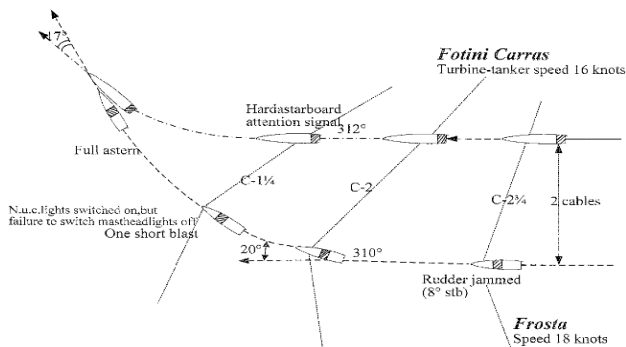 17°
Fotini Carras
Turbine-tanker speed 16 knots
Hardastarboard
attention signal
312°
Full astern
C-1¼
C-2
C-2¾
2 cables
N.u.c.lights switched on,but
failure to switch mastheadlights off
One short blast
20°
310°
Rudder jammed
(8° stb)
Frosta
Speed 18 knots